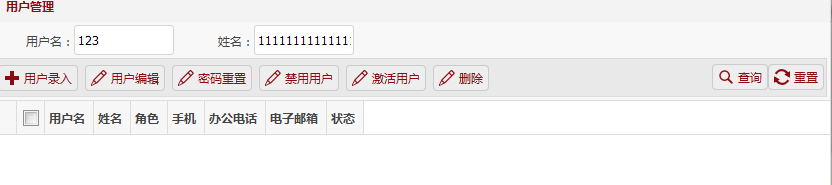 用户管理
用户名： 123 姓名： 11111111111111
用户录入 用户编辑 密码重置 禁用用户 激活用户 删除 查询 重置
用户名 姓名 角色 手机 办公电话 电子邮箱 状态